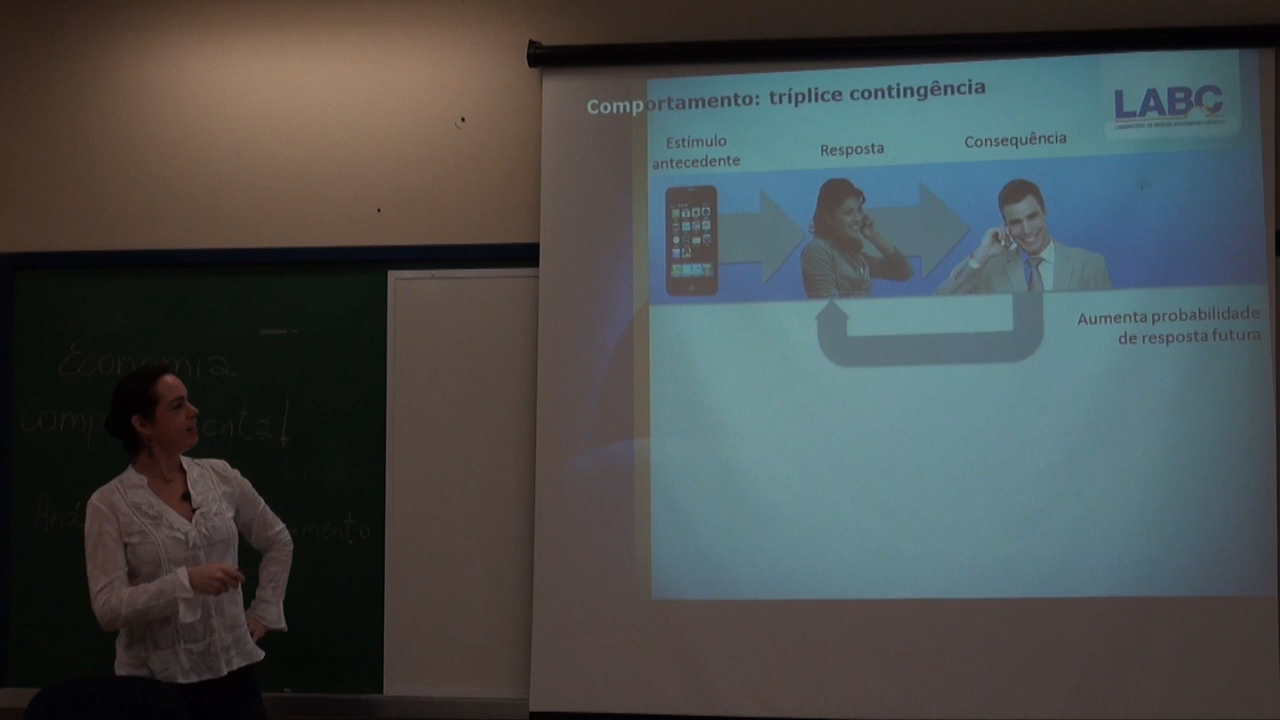 Comportamento: tríplice contingência
LABC
Estímulo
antecedente
Resposta
Consequência
Aumenta probabilidade
de resposta futura
Economia